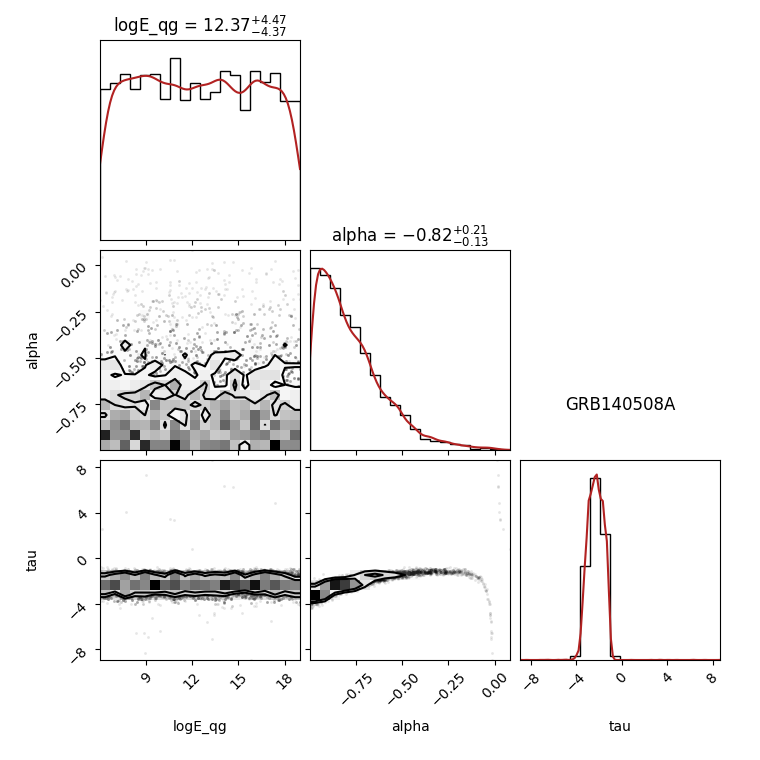 logE_qg = 12.37+4.47−4.37
alpha = −0.82+0.21−0.13
0.00
−0.25
−0.50
−0.75
alpha
GRB140508A
8
4
0
−4
−8
tau
9 12 15 18
−0.75 −0.50 −0.25 0.00
−8 −4 0 4 8
logE_qg alpha tau